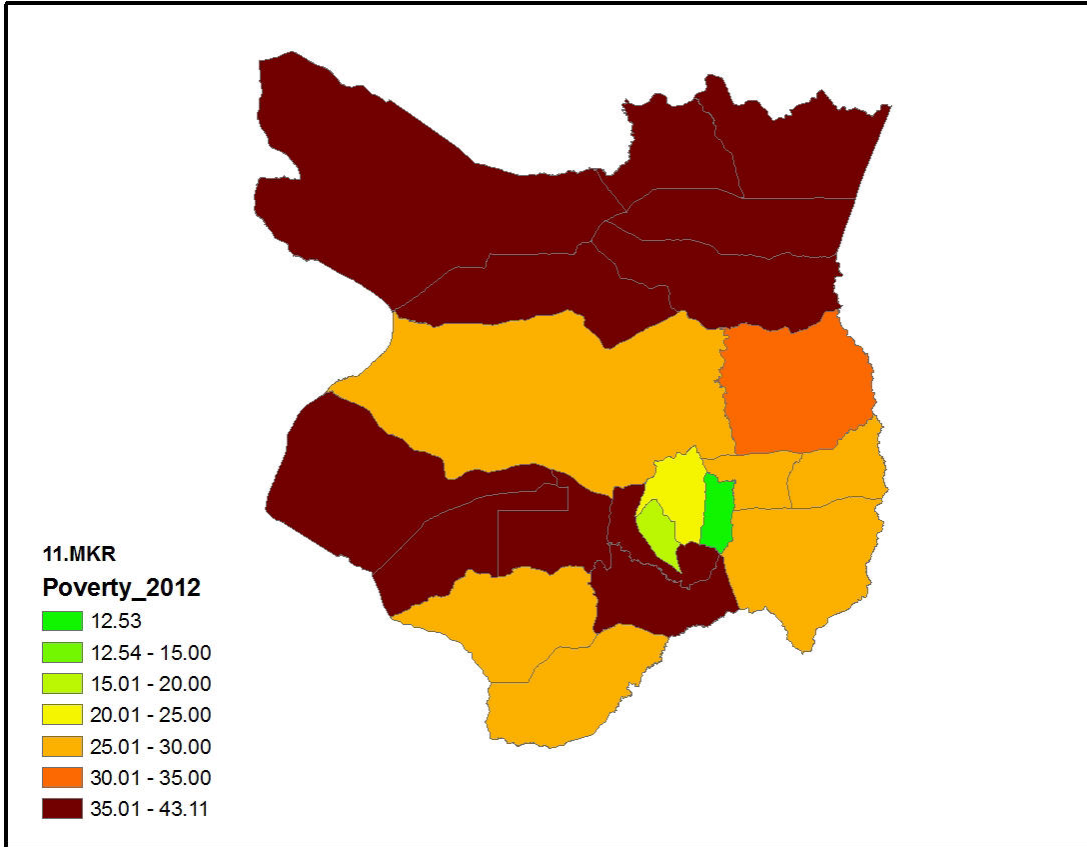 11.MKR
Poverty_2012
12.53
12.54 - 15.00
15.01 - 20.00
20.01 - 25.00
25.01 - 30.00
30.01 - 35.00
35.01 - 43.11